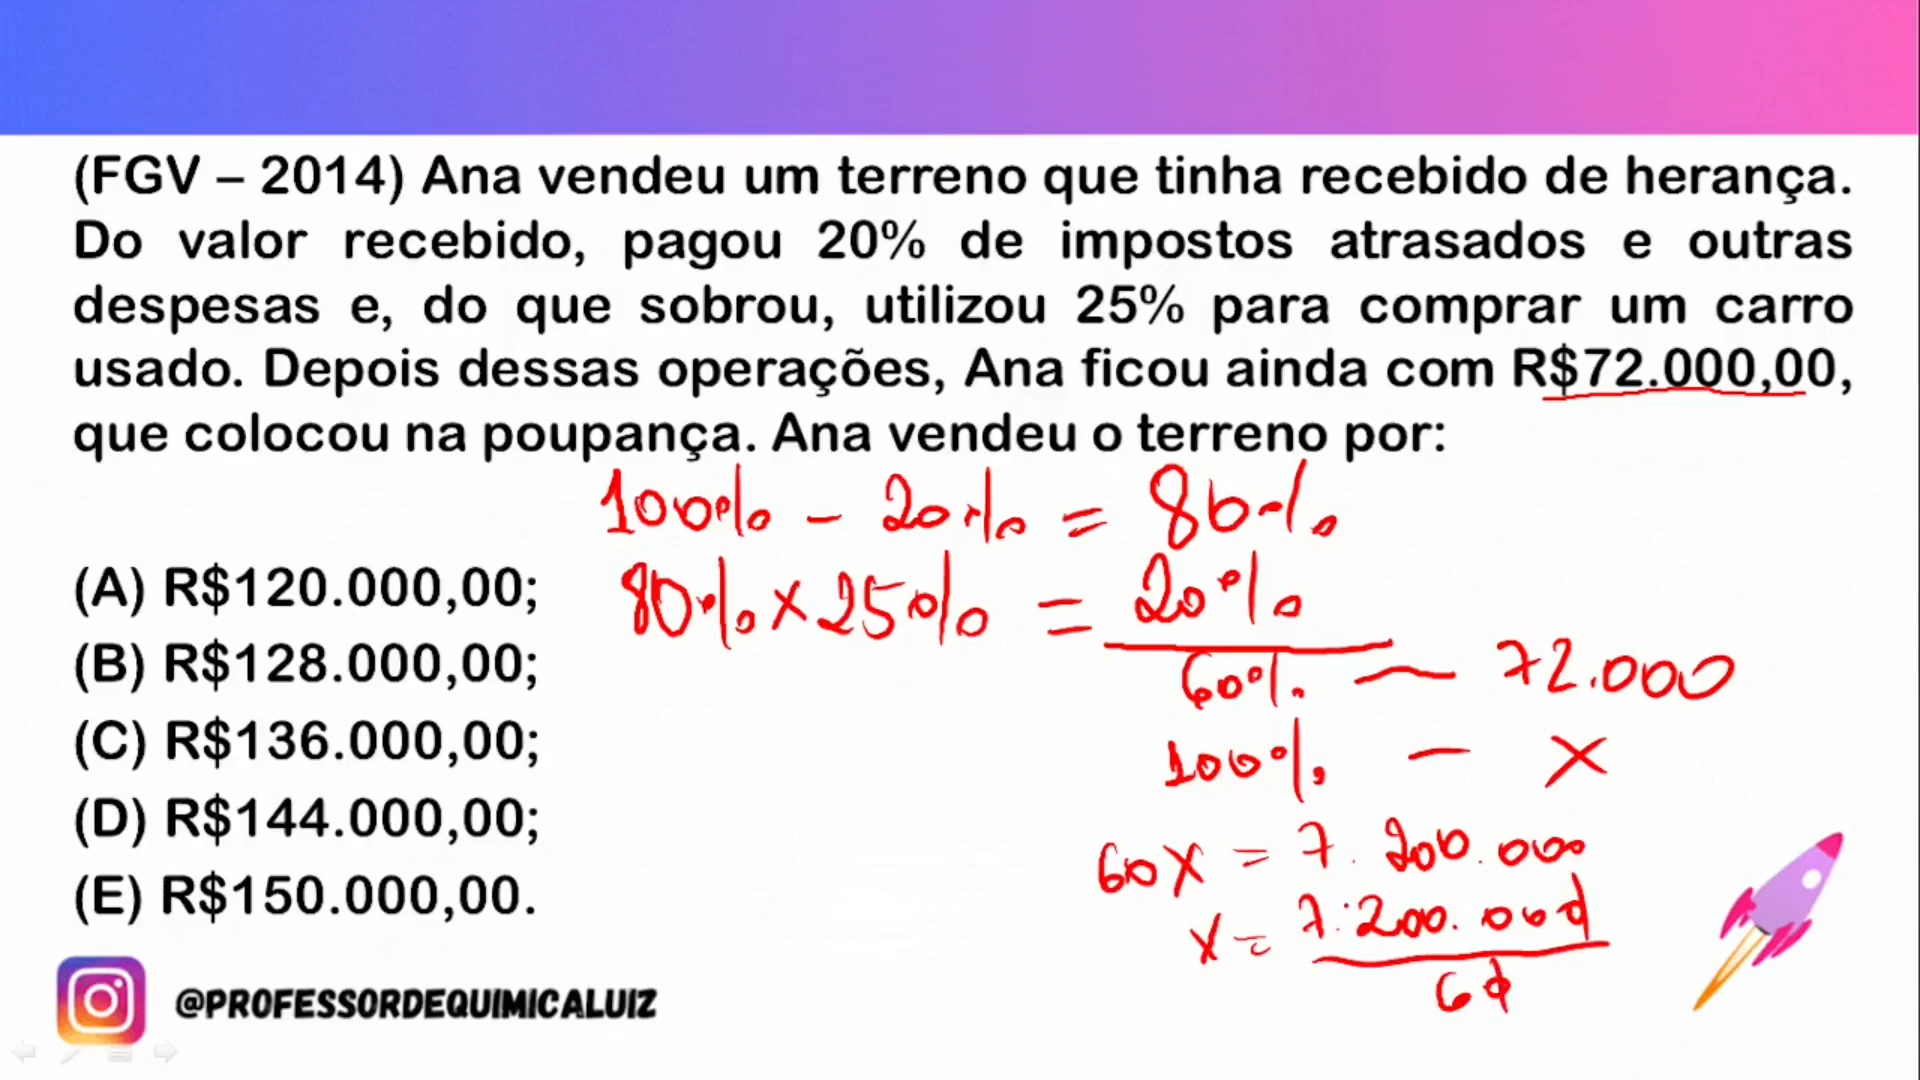 (FGV – 2014) Ana vendeu um terreno que tinha recebido de herança.
Do valor recebido, pagou 20% de impostos atrasados e outras
despesas e, do que sobrou, utilizou 25% para comprar um carro
usado. Depois dessas operações, Ana ficou ainda com R$72.000,00,
que colocou na poupança. Ana vendeu o terreno por:
100% - 20% = 80%
(A) R$120.000,00;
80% x 25% = 20%
60% — 72.000
(B) R$128.000,00;
(C) R$136.000,00;
100% - x
(D) R$144.000,00;
60x = 7.200.000
(E) R$150.000,00.
x = 7.200.000
60
@PROFESSORDEQUIMICALUIZ